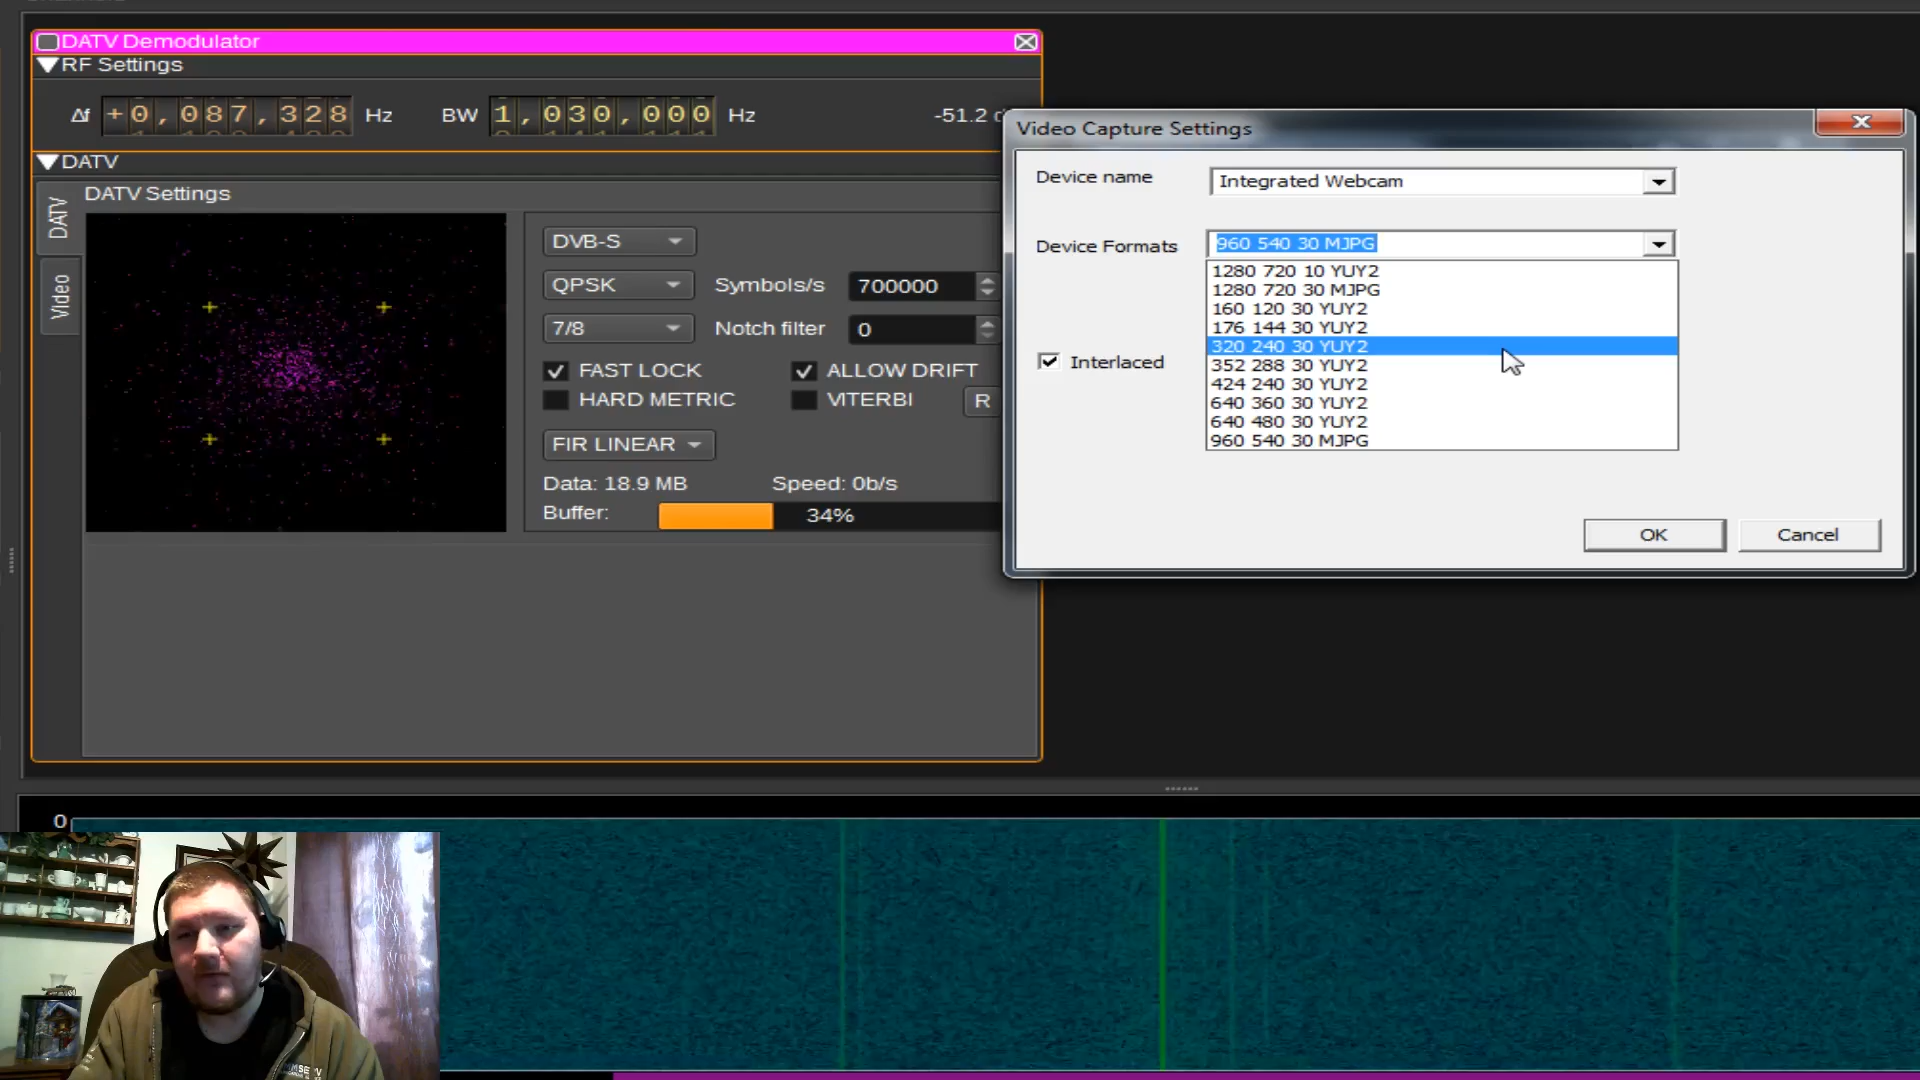 DATV Demodulator
RF Settings
Δf +0,087,328 Hz BW 1,030,000 Hz -51.2
DATV
DATV
Video
DATV Settings
DVB-S
QPSK Symbols/s 700000
7/8 Notch filter 0
FAST LOCK ALLOW DRIFT
HARD METRIC VITERBI R
FIR LINEAR
Data: 18.9 MB Speed: 0b/s
Buffer: 34%
Video Capture Settings
Device name Integrated Webcam
Device Formats 960 540 30 MJPG
1280 720 10 YUY2
1280 720 30 MJPG
160 120 30 YUY2
176 144 30 YUY2
320 240 30 YUY2
352 288 30 YUY2
424 240 30 YUY2
640 360 30 YUY2
640 480 30 YUY2
960 540 30 MJPG
Interlaced
OK Cancel
0